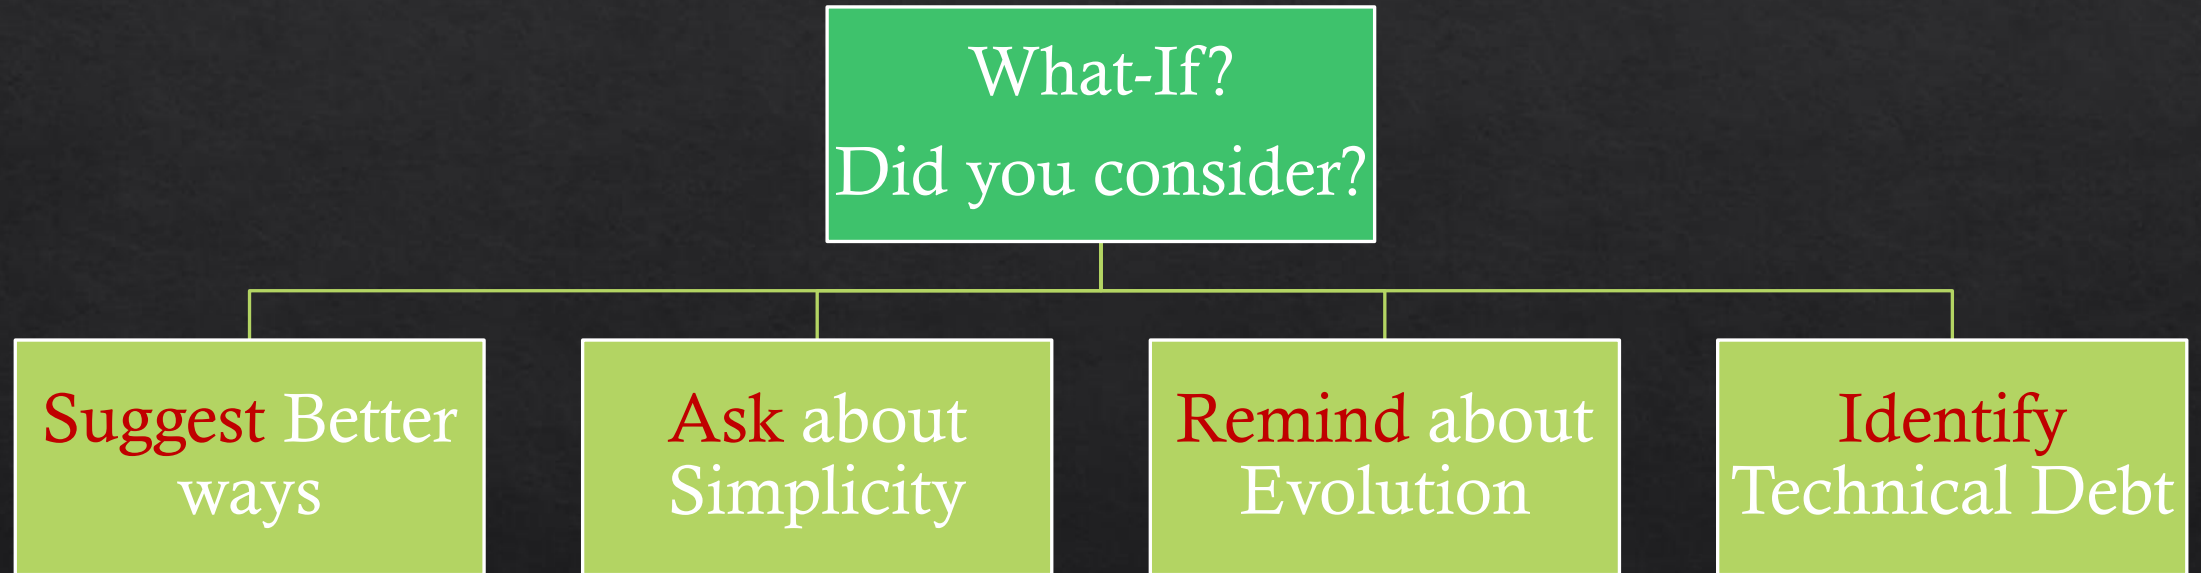 What-If?
Did you consider?
Suggest Better
ways
Ask about
Simplicity
Remind about
Evolution
Identify
Technical Debt